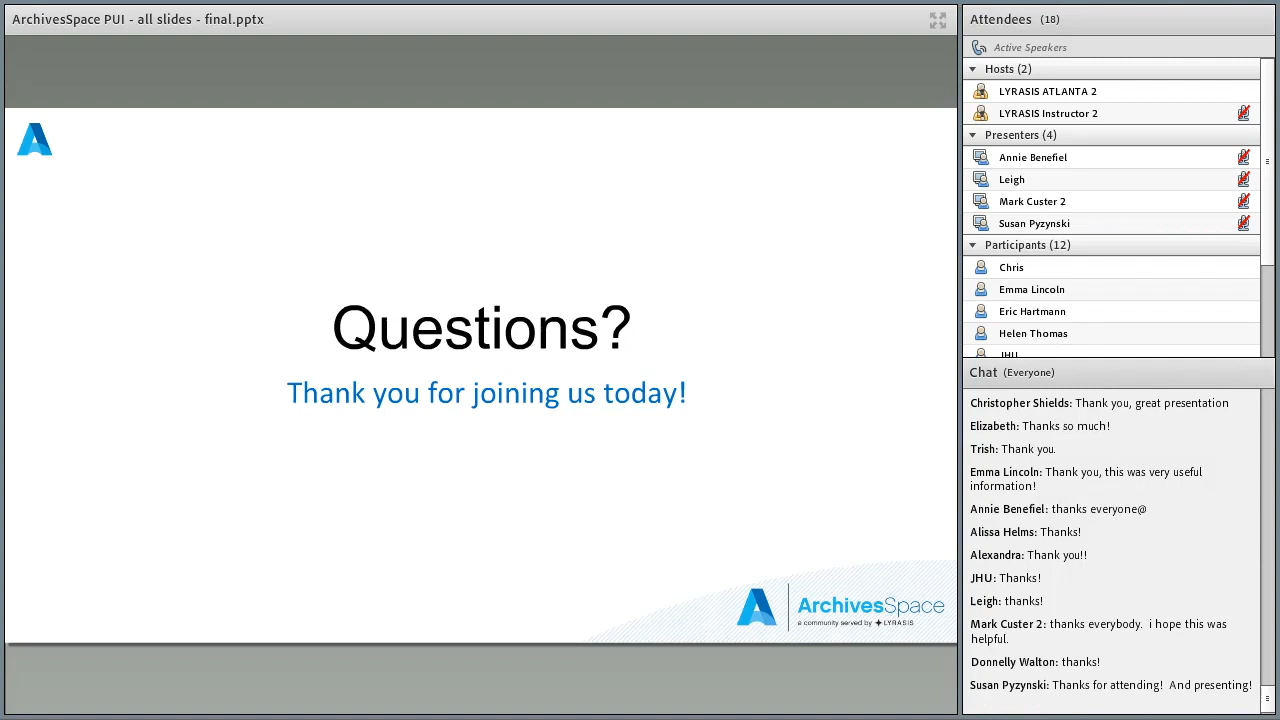 ArchivesSpace PUI - all slides - final.pptx
Questions?
Thank you for joining us today!
ArchivesSpace
a community served by LYRASIS
Attendees (18)
Active Speakers
Hosts (2)
LYRASIS ATLANTA 2
LYRASIS Instructor 2
Presenters (4)
Annie Benefiel
Leigh
Mark Custer 2
Susan Pyzynski
Participants (12)
Chris
Emma Lincoln
Eric Hartmann
Helen Thomas
JHU
Chat (Everyone)
Christopher Shields: Thank you, great presentation
Elizabeth: Thanks so much!
Trish: Thank you.
Emma Lincoln: Thank you, this was very useful
information!
Annie Benefiel: thanks everyone@
Alissa Helms: Thanks!
Alexandra: Thank you!!
JHU: Thanks!
Leigh: thanks!
Mark Custer 2: thanks everybody.  i hope this was
helpful.
Donnelly Walton: thanks!
Susan Pyzynski: Thanks for attending!  And presenting!